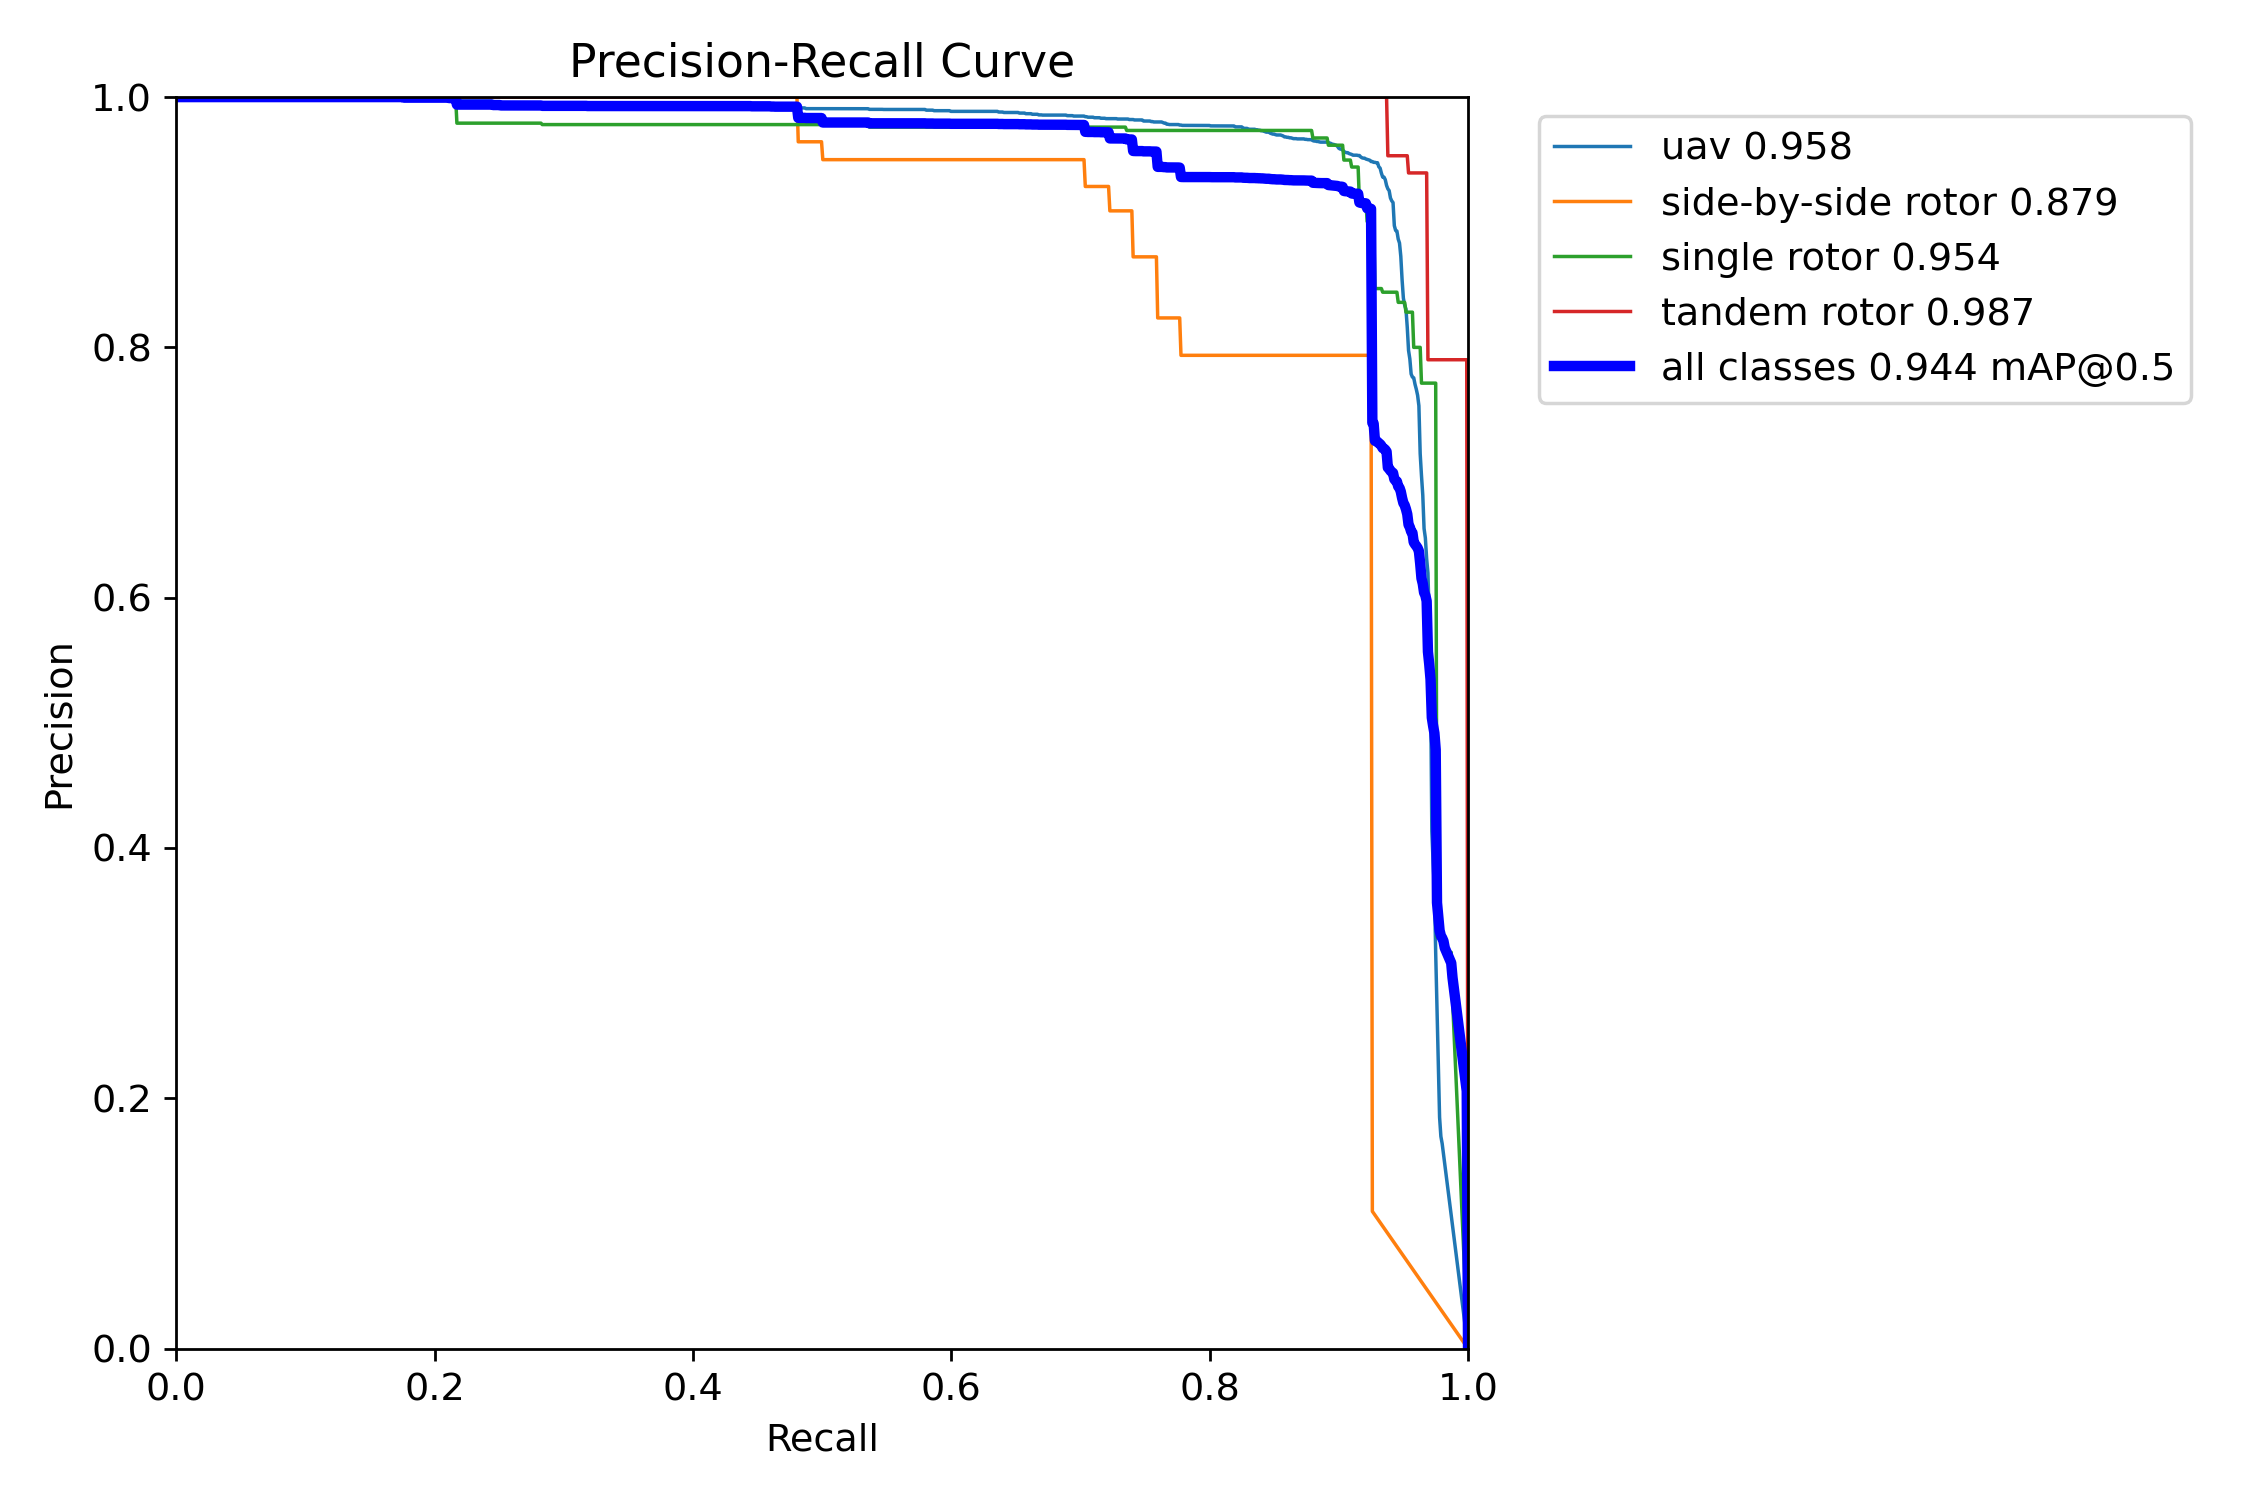 Precision-Recall Curve
1.0
0.8
0.6
0.4
0.2
0.0
Precision
0.0 0.2 0.4 0.6 0.8 1.0
Recall
uav 0.958
side-by-side rotor 0.879
single rotor 0.954
tandem rotor 0.987
all classes 0.944 mAP@0.5